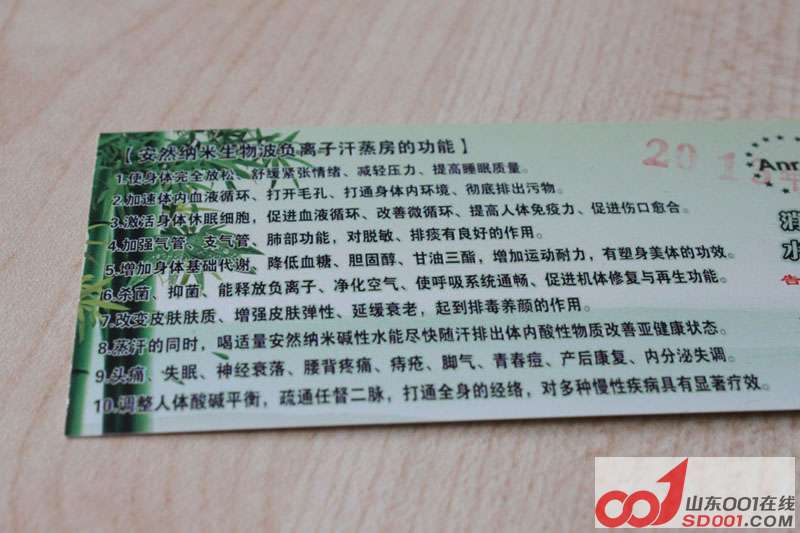 【安然纳米生物波负离子汗蒸房的功能】
1.使身体完全放松、舒缓紧张情绪、减轻压力、提高睡眠质量。
2.加速体内血液循环、打开毛孔、打通身体内环境、彻底排出污物。
3.激活身体休眠细胞，促进血液循环、改善微循环、提高人体免疫力、促进伤口愈合。
4.加强气管、支气管、肺部功能，对脱敏、排痰有良好的作用。
5.增加身体基础代谢、降低血糖、胆固醇、甘油三酯，增加运动耐力，有塑身美体的功效。
6.杀菌、抑菌、能释放负离子、净化空气、使呼吸系统通畅、促进机体修复与再生功能。
7.改变皮肤肤质、增强皮肤弹性、延缓衰老，起到排毒养颜的作用。
8.蒸汗的同时，喝适量安然纳米碱性水能尽快随汗排出体内酸性物质改善亚健康状态。
9.头痛、失眠、神经衰落、腰背疼痛、痔疮、脚气、青春痘、产后康复、内分泌失调。
10.调整人体酸碱平衡，疏通任督二脉，打通全身的经络，对多种慢性疾病具有显著疗效。
201
Ann
消
水
告
山东001在线
SD001.COM